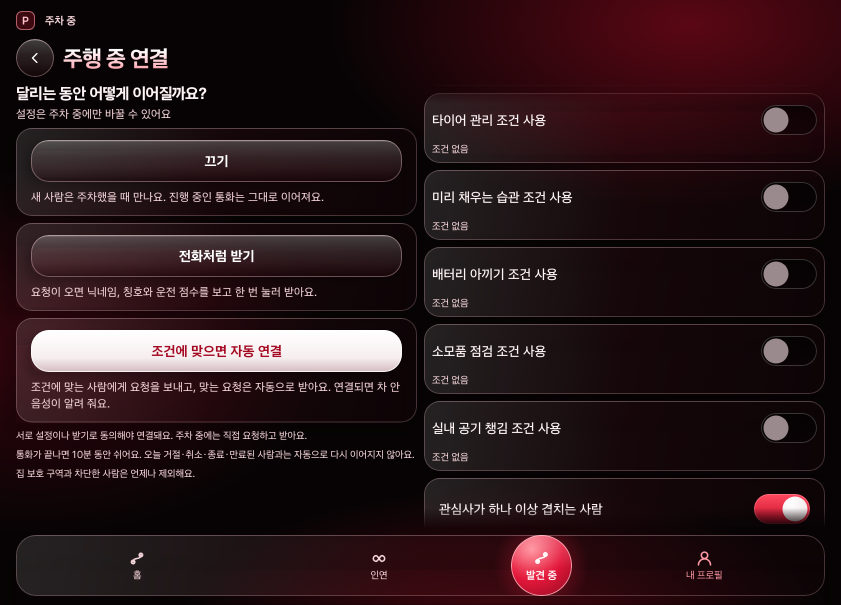 P 주차 중
주행 중 연결
달리는 동안 어떻게 이어질까요?
설정은 주차 중에만 바꿀 수 있어요
끄기
새 사람은 주차했을 때 만나요. 진행 중인 통화는 그대로 이어져요.
전화처럼 받기
요청이 오면 닉네임, 칭호와 운전 점수를 보고 한 번 눌러 받아요.
조건에 맞으면 자동 연결
조건에 맞는 사람에게 요청을 보내고, 맞는 요청은 자동으로 받아요. 연결되면 차 안
음성이 알려 줘요.
서로 설정이나 받기로 동의해야 연결돼요. 주차 중에는 직접 요청하고 받아요.
통화가 끝나면 10분 동안 쉬어요. 오늘 거절·취소·종료·만료된 사람과는 자동으로 다시 이어지지 않아요.
집 보호 구역과 차단한 사람은 언제나 제외해요.
타이어 관리 조건 사용
조건 없음
미리 채우는 습관 조건 사용
조건 없음
배터리 아끼기 조건 사용
조건 없음
소모품 점검 조건 사용
조건 없음
실내 공기 챙김 조건 사용
조건 없음
관심사가 하나 이상 겹치는 사람
홈
인연
발견 중
내 프로필